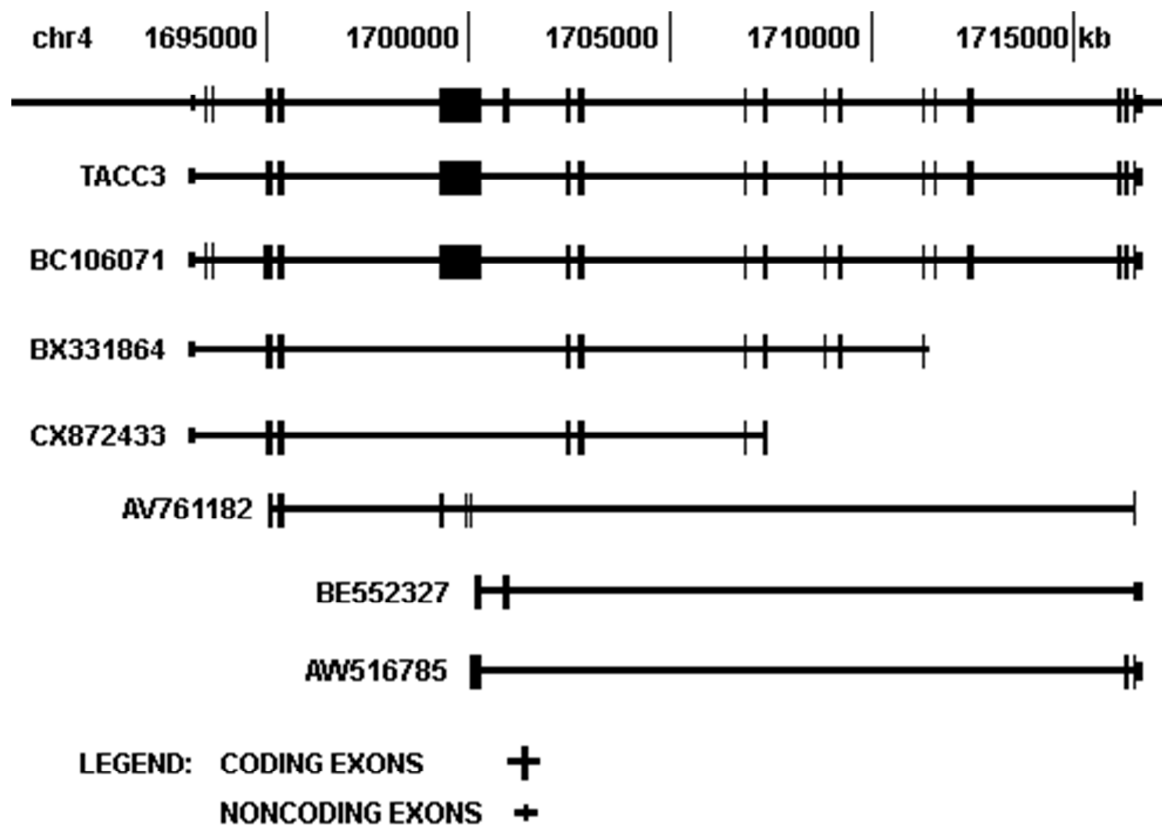 chr4 1695000 1700000 1705000 1710000 1715000 kb
TACC3
BC106071
BX331864
CX872433
AV761182
BE552327
AW516785
LEGEND: CODING EXONS
NONCODING EXONS